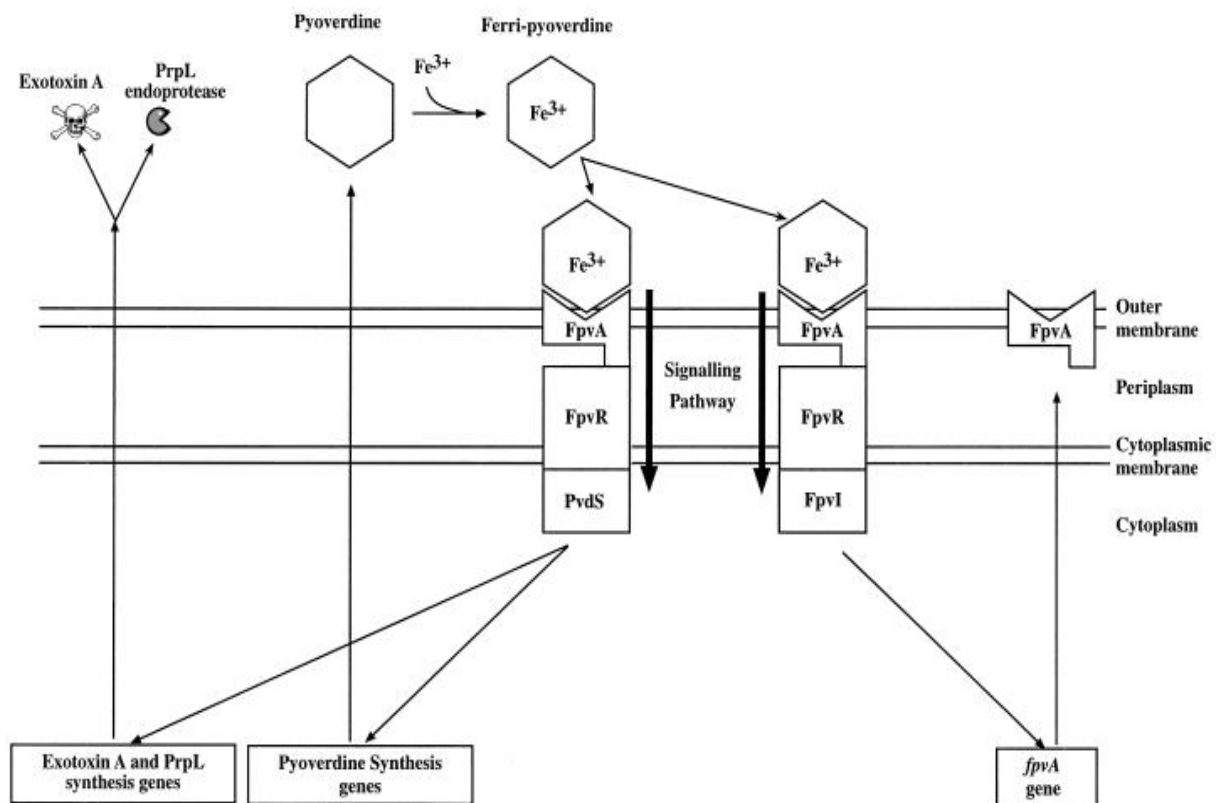 Pyoverdine
Ferri-pyoverdine
Exotoxin A
PrpL
endoprotease
Fe3+
Fe3+
Fe3+
Fe3+
FpvA
FpvA
FpvA
Outer
membrane
Signalling
Pathway
Periplasm
FpvR
FpvR
Cytoplasmic
membrane
PvdS
FpvI
Cytoplasm
Exotoxin A and PrpL
synthesis genes
Pyoverdine Synthesis
genes
fpvA
gene